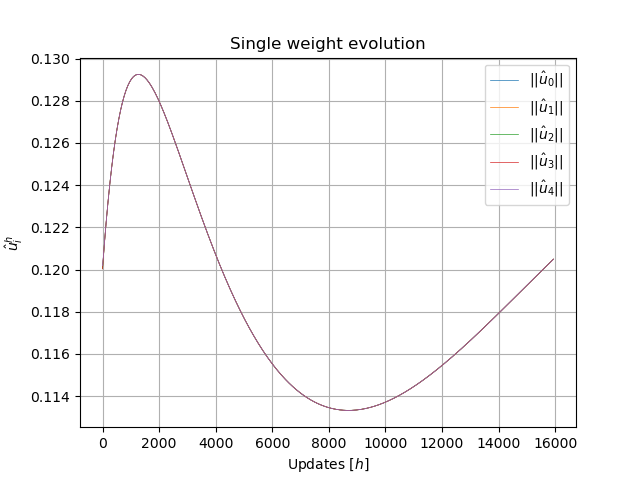 Single weight evolution
0.130
0.128
0.126
0.124
0.122
0.120
0.118
0.116
0.114
û_i^h
||û_0||
||û_1||
||û_2||
||û_3||
||û_4||
0 2000 4000 6000 8000 10000 12000 14000 16000
Updates [h]